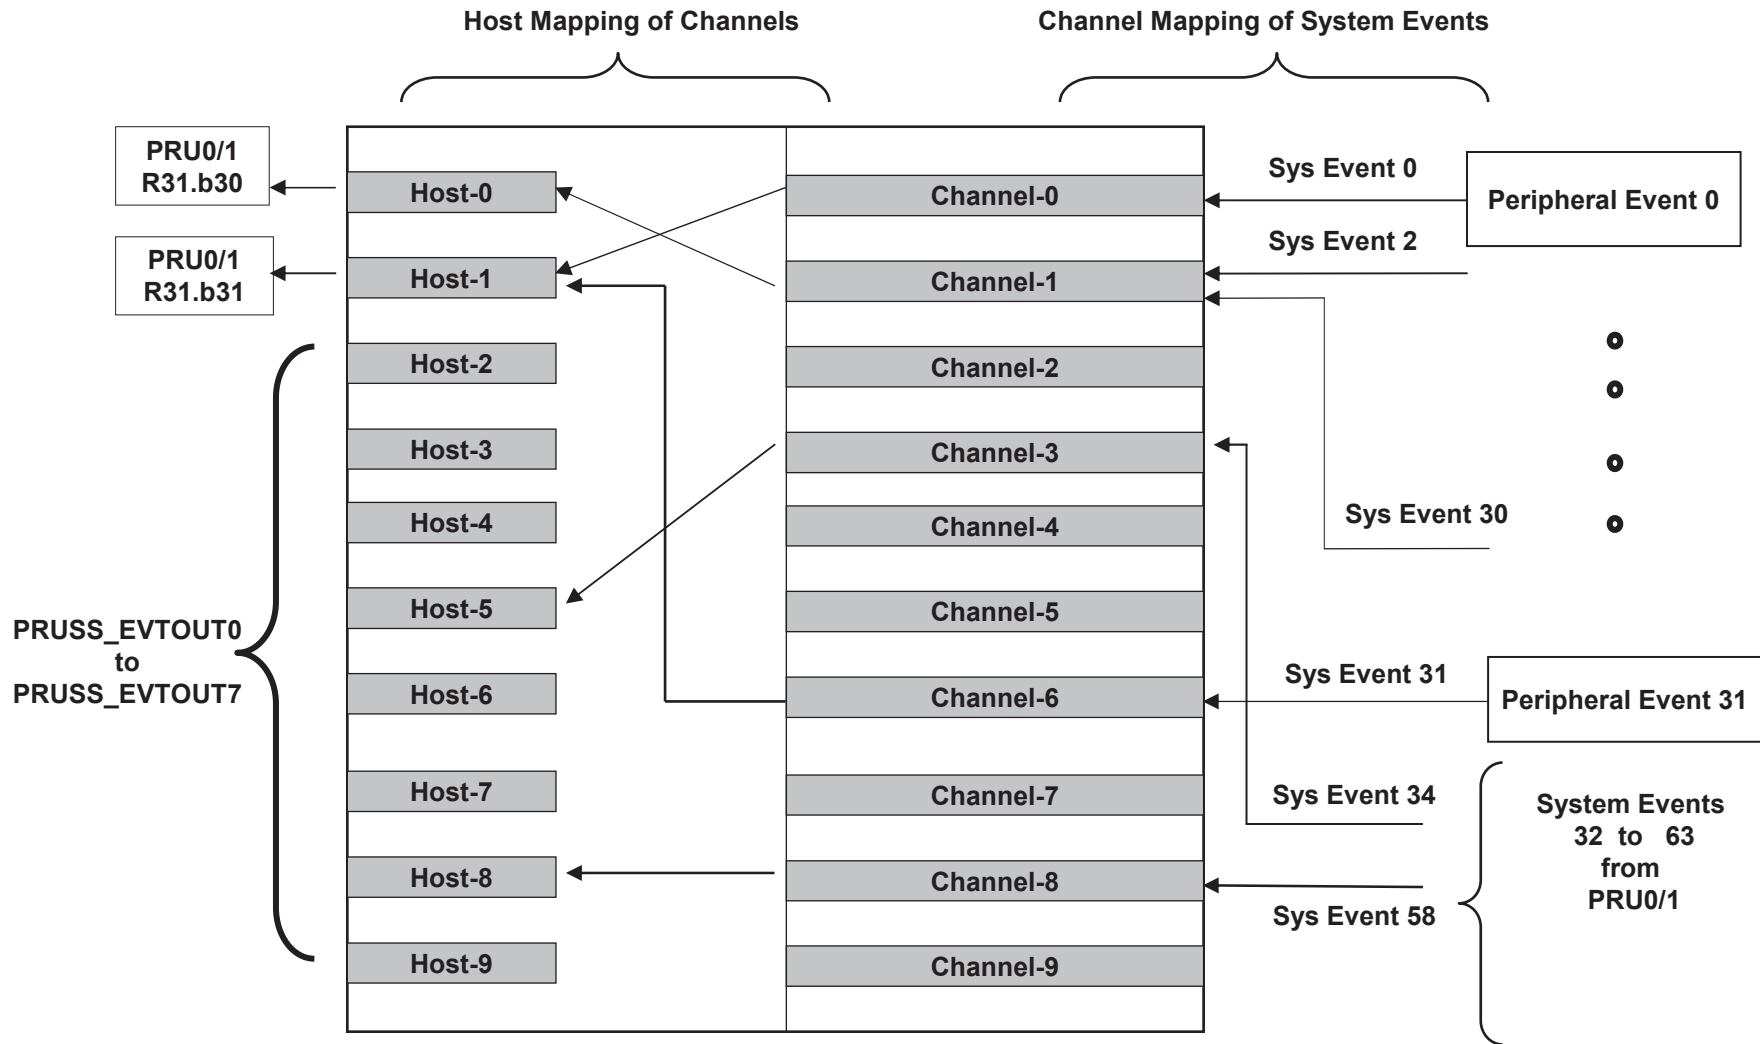 Host Mapping of Channels
Channel Mapping of System Events
PRU0/1
R31.b30
PRU0/1
R31.b31
PRUSS_EVTOUT0
to
PRUSS_EVTOUT7
Host-0
Host-1
Host-2
Host-3
Host-4
Host-5
Host-6
Host-7
Host-8
Host-9
Channel-0
Channel-1
Channel-2
Channel-3
Channel-4
Channel-5
Channel-6
Channel-7
Channel-8
Channel-9
Sys Event 0
Sys Event 2
Sys Event 30
Sys Event 31
Sys Event 34
Sys Event 58
Peripheral Event 0
Peripheral Event 31
System Events
32 to 63
from
PRU0/1